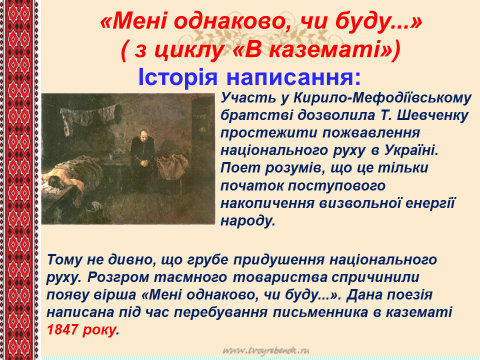 «Мені однаково, чи буду...»
( з циклу «В казематі»)
Історія написання:
Участь у Кирило-Мефодіївському
братстві дозволила Т. Шевченку
простежити пожвавлення
національного руху в Україні.
Поет розумів, що це тільки
початок поступового
накопичення визвольної енергії
народу.
Тому не дивно, що грубе придушення національного
руху. Розгром таємного товариства спричинили
появу вірша «Мені однаково, чи буду...». Дана поезія
написана під час перебування письменника в казематі
1847 року.
www.tvoyrebenok.ru